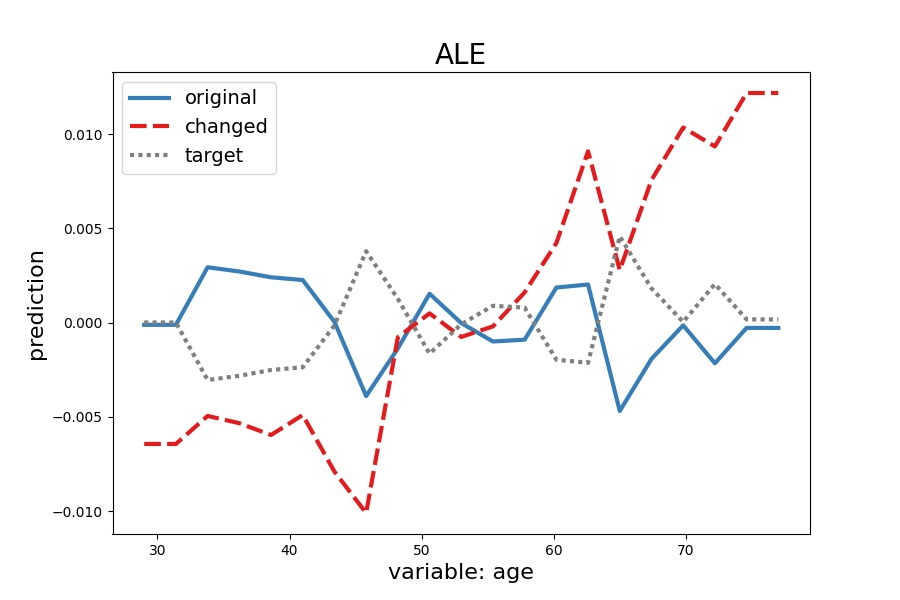 ALE
original
changed
target
0.010
0.005
0.000
−0.005
−0.010
prediction
30 40 50 60 70
variable: age